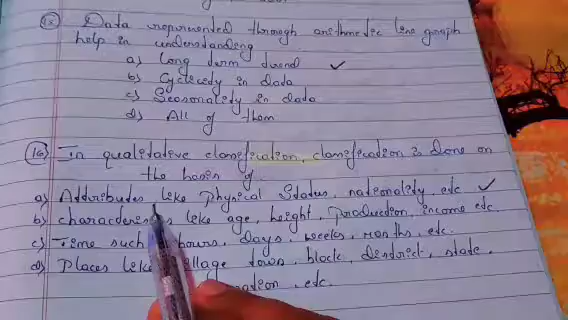 Data represented through arithmetic line graph
help in understanding
a) Long term trend ✓
b) Cyclicity in data
c) Seasonality in data
d) All of them
16) In qualitative classification, classification is done on
the basis of
a) Attributes like Physical Status, nationality, etc ✓
b) characteristics like age, height, production, income etc.
c) Time such hours, days, weeks, months, etc.
d) Places like village town, block, district, state,
etc.